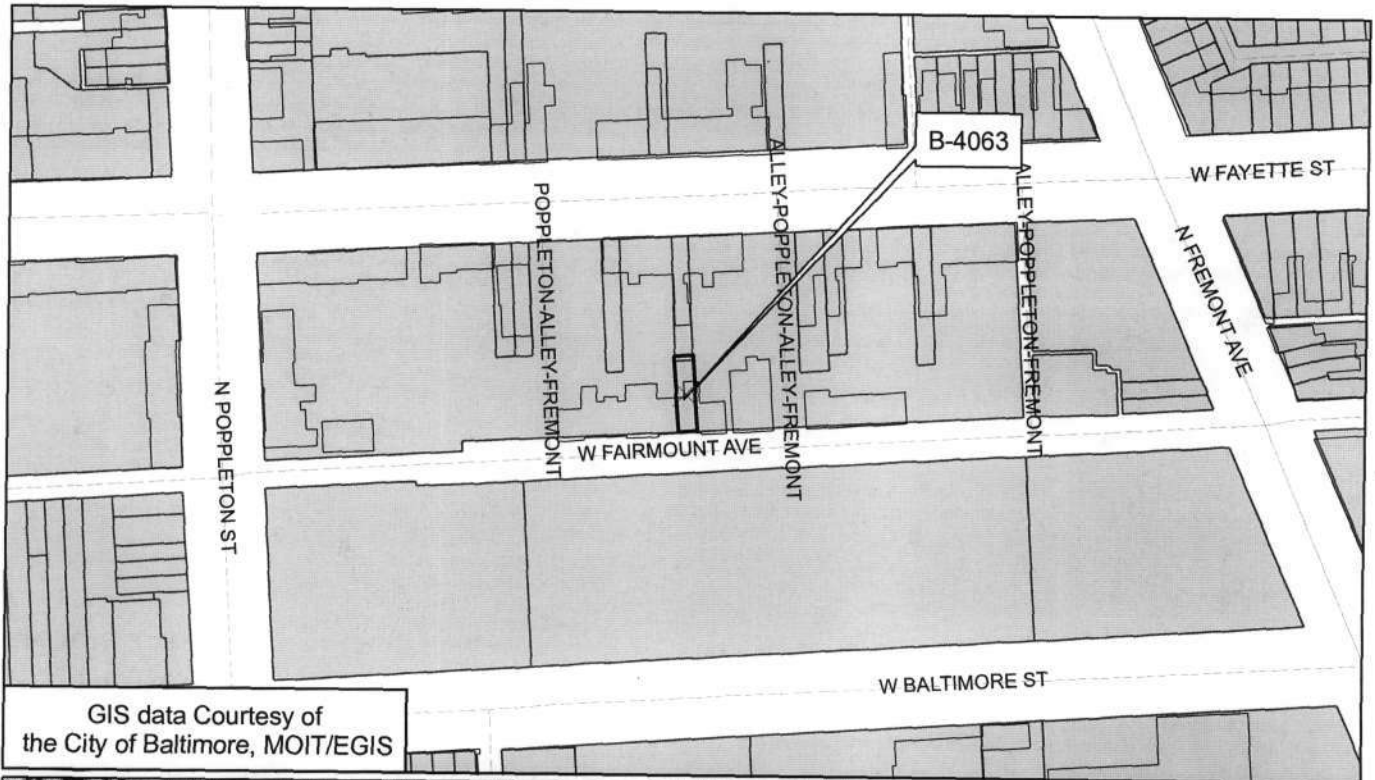 B-4063
W FAYETTE ST
POPPLETON-ALLEY-FREMONT
ALLEY-POPPLETON-ALLEY-FREMONT
ALLEY-POPPLETON-FREMONT
N FREMONT AVE
N POPPLETON ST
W FAIRMOUNT AVE
W BALTIMORE ST
GIS data Courtesy of
the City of Baltimore, MOIT/EGIS